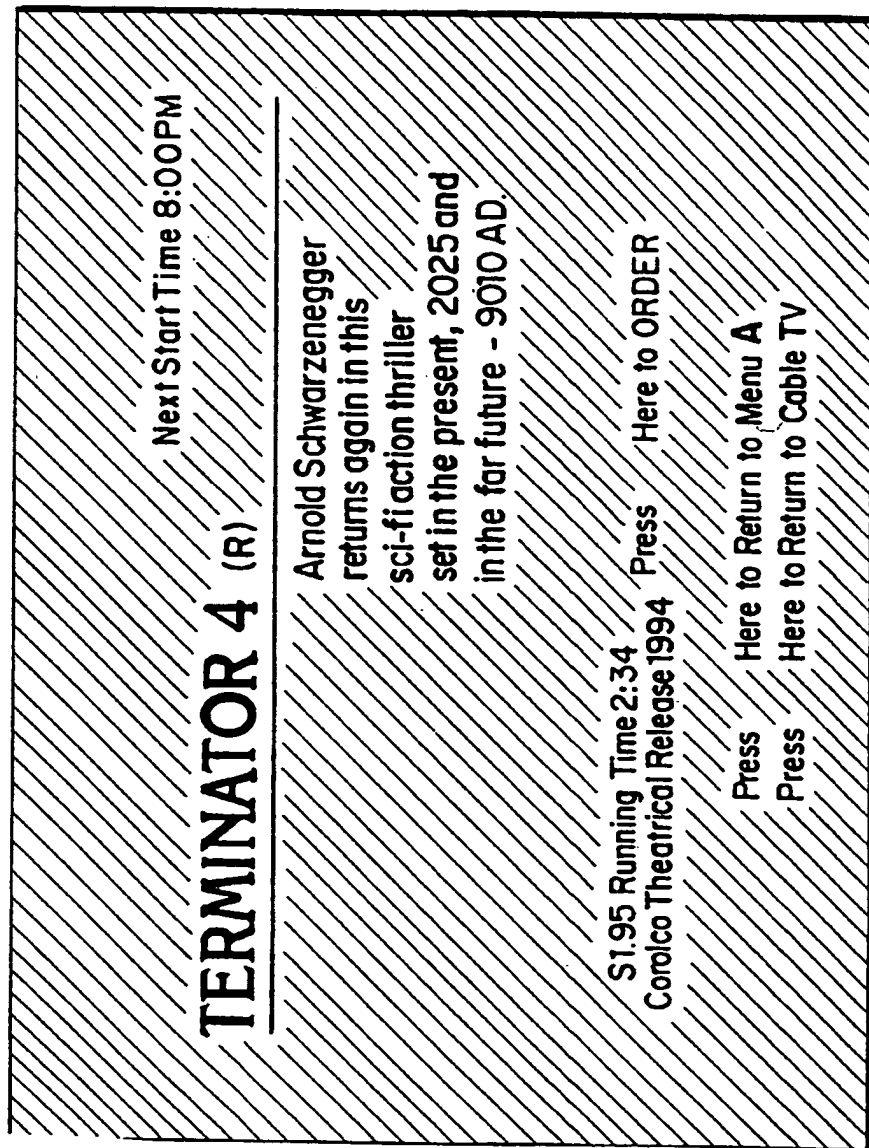 Next Start Time 8:00PM
TERMINATOR 4 (R)
Arnold Schwarzenegger
returns again in this
sci-fi action thriller
set in the present, 2025 and
in the far future - 9010 AD.
S1.95 Running Time 2:34
Corolco Theatrical Release 1994
Press Here to ORDER
Press Here to Return to Menu A
Press Here to Return to Cable TV